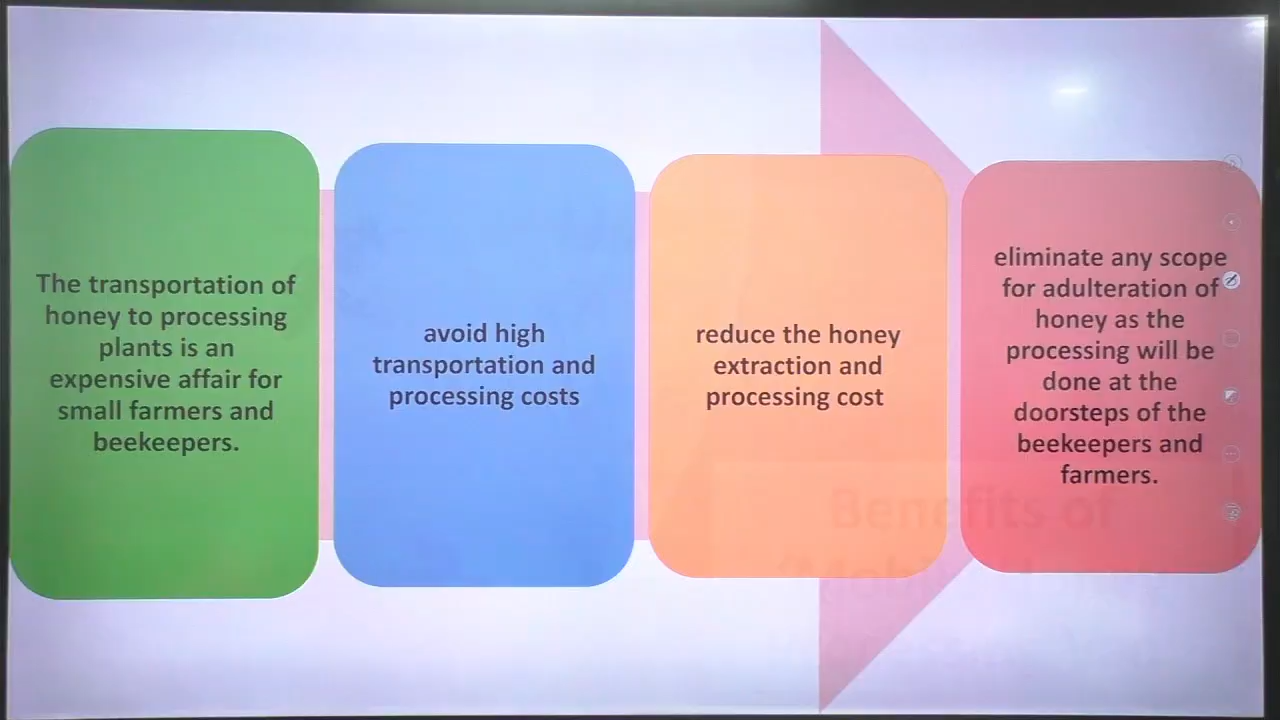 The transportation of
honey to processing
plants is an
expensive affair for
small farmers and
beekeepers.
avoid high
transportation and
processing costs
reduce the honey
extraction and
processing cost
eliminate any scope
for adulteration of
honey as the
processing will be
done at the
doorsteps of the
beekeepers and
farmers.
Benefits of